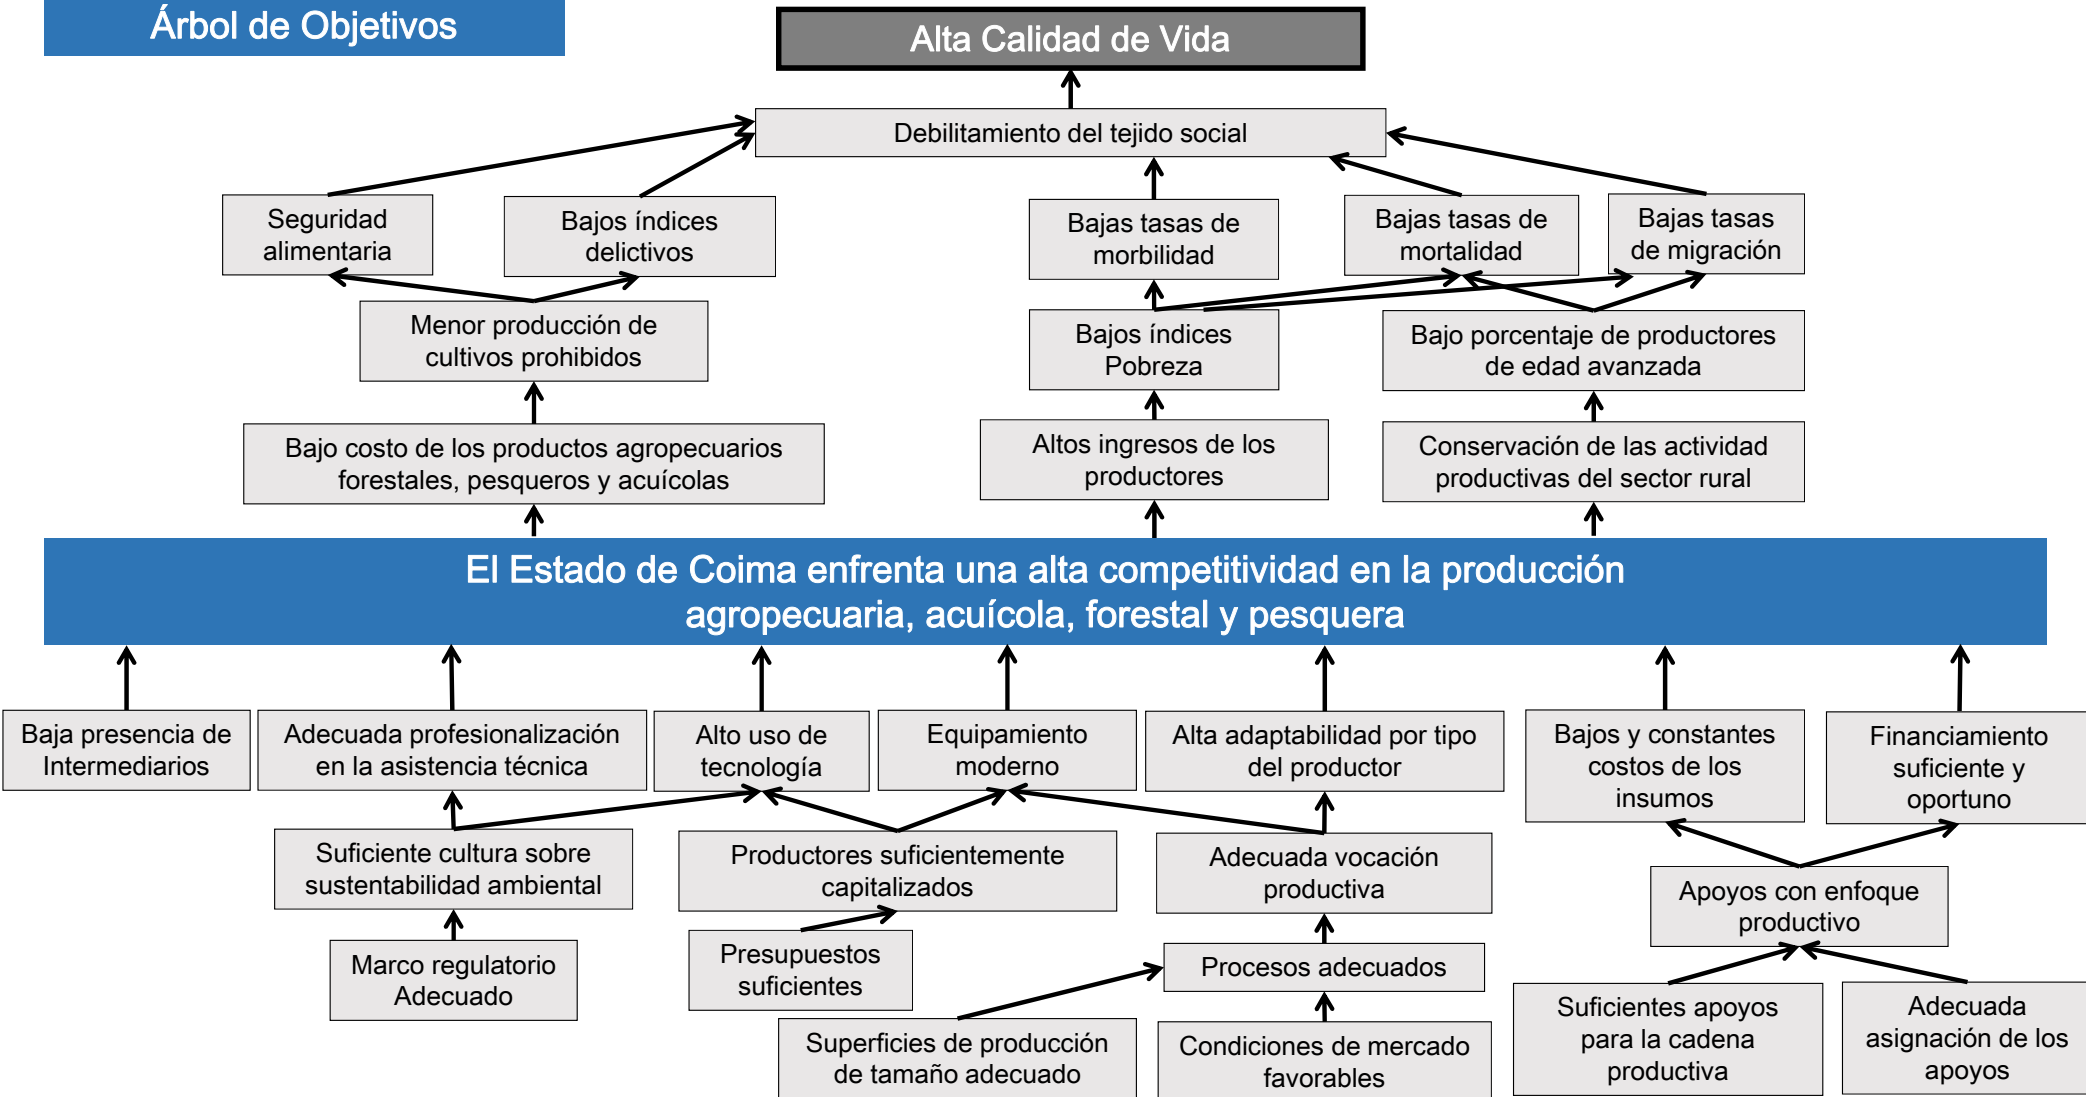 Árbol de Objetivos
Alta Calidad de Vida
Debilitamiento del tejido social
Seguridad
alimentaria
Bajos índices
delictivos
Bajas tasas de
morbilidad
Bajas tasas de
mortalidad
Bajas tasas
de migración
Menor producción de
cultivos prohibidos
Bajos índices
Pobreza
Bajo porcentaje de productores
de edad avanzada
Bajo costo de los productos agropecuarios
forestales, pesqueros y acuícolas
Altos ingresos de los
productores
Conservación de las actividad
productivas del sector rural
El Estado de Coima enfrenta una alta competitividad en la producción
agropecuaria, acuícola, forestal y pesquera
Baja presencia de
Intermediarios
Adecuada profesionalización
en la asistencia técnica
Alto uso de
tecnología
Equipamiento
moderno
Alta adaptabilidad por tipo
del productor
Bajos y constantes
costos de los
insumos
Financiamiento
suficiente y
oportuno
Suficiente cultura sobre
sustentabilidad ambiental
Productores suficientemente
capitalizados
Adecuada vocación
productiva
Apoyos con enfoque
productivo
Marco regulatorio
Adecuado
Presupuestos
suficientes
Procesos adecuados
Superficies de producción
de tamaño adecuado
Condiciones de mercado
favorables
Suficientes apoyos
para la cadena
productiva
Adecuada
asignación de los
apoyos